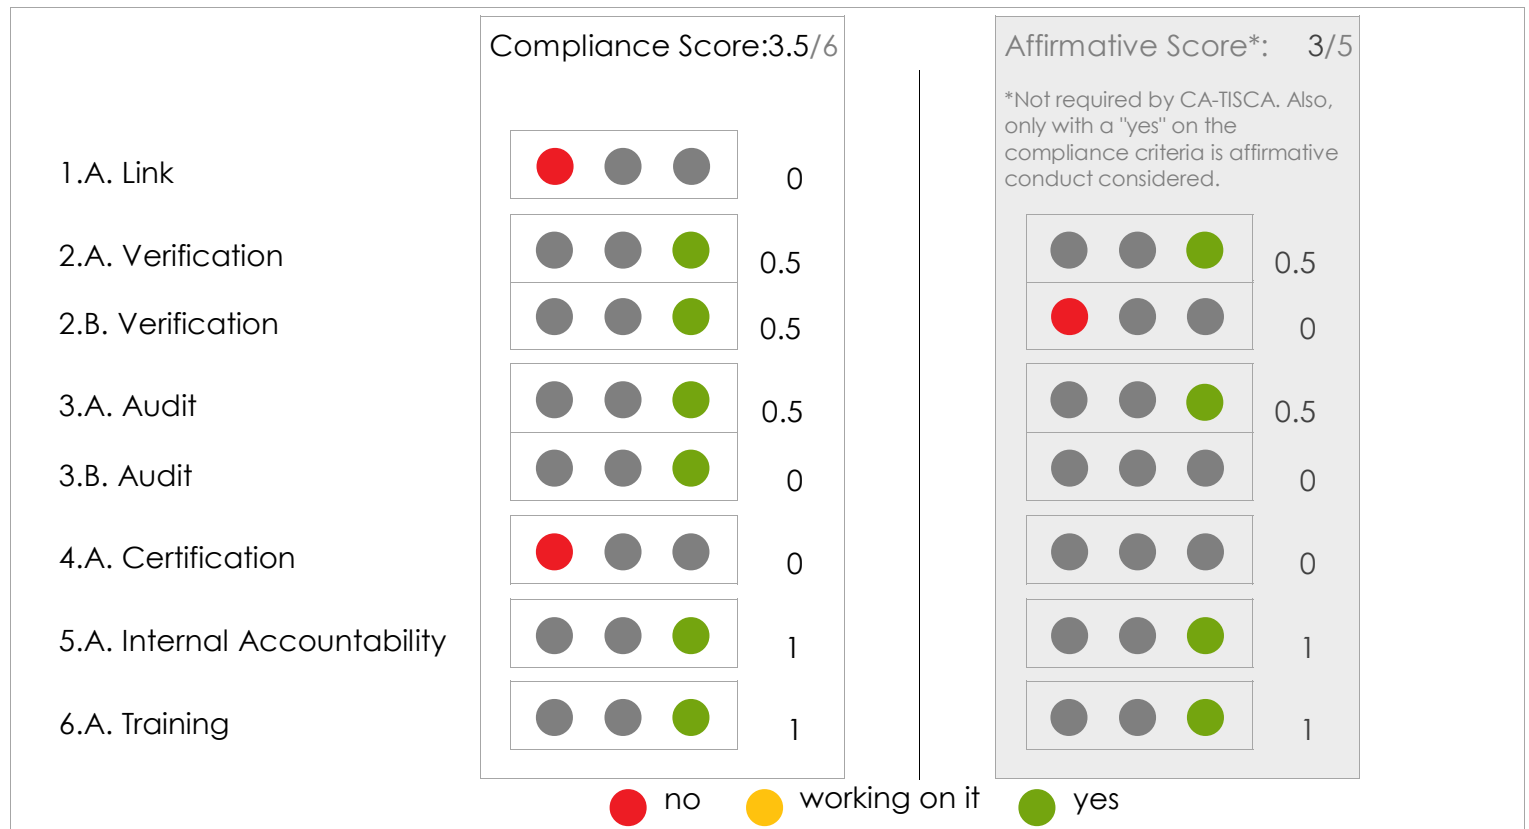 Compliance Score:3.5/6
Affirmative Score*: 3/5
*Not required by CA-TISCA. Also,
only with a "yes" on the
compliance criteria is affirmative
conduct considered.
1.A. Link 0
2.A. Verification 0.5 0.5
2.B. Verification 0.5 0
3.A. Audit 0.5 0.5
3.B. Audit 0 0
4.A. Certification 0 0
5.A. Internal Accountability 1 1
6.A. Training 1 1
no working on it yes